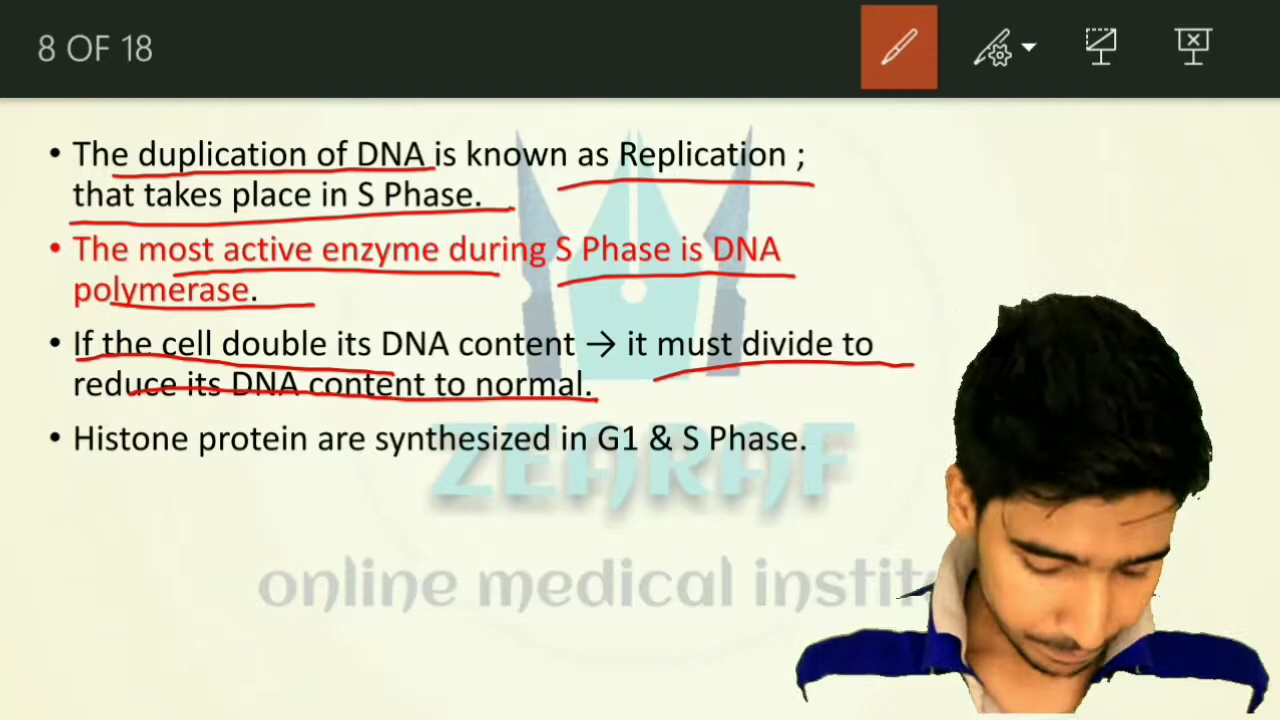 8 OF 18
• The duplication of DNA is known as Replication ;
that takes place in S Phase.
• The most active enzyme during S Phase is DNA
polymerase.
• If the cell double its DNA content → it must divide to
reduce its DNA content to normal.
• Histone protein are synthesized in G1 & S Phase.
ZEARAF
online medical